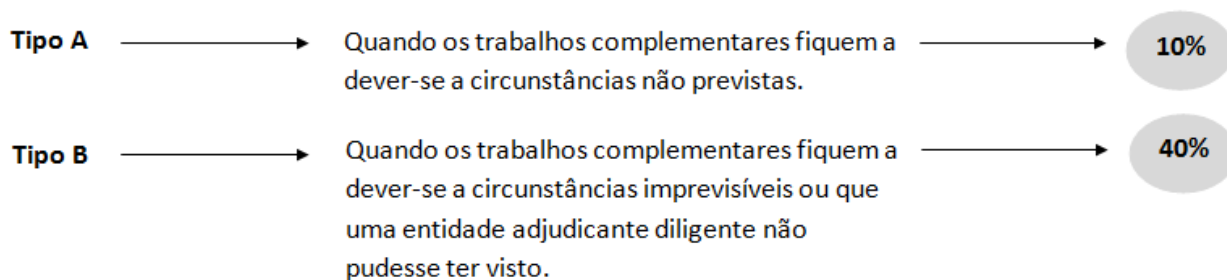 Tipo A
Quando os trabalhos complementares fiquem a
dever-se a circunstâncias não previstas.
10%
Tipo B
Quando os trabalhos complementares fiquem a
dever-se a circunstâncias imprevisíveis ou que
uma entidade adjudicante diligente não
pudesse ter visto.
40%